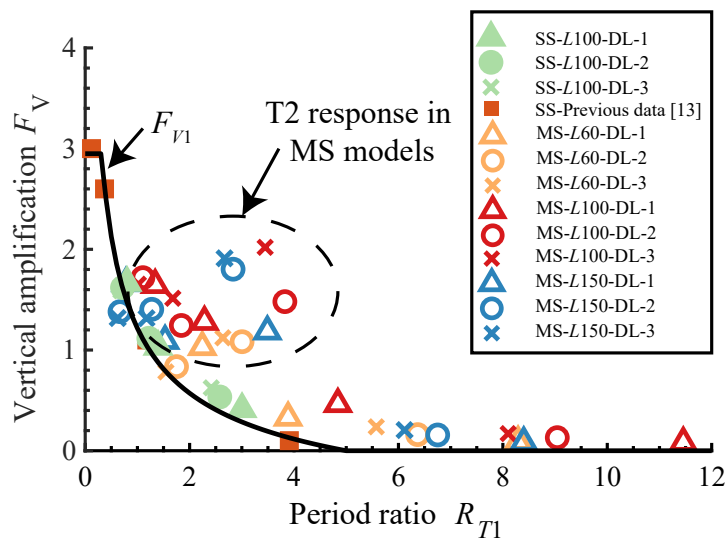 4
3
2
1
0
Vertical amplification F_V
F_V1
T2 response in
MS models
SS-L100-DL-1
SS-L100-DL-2
SS-L100-DL-3
SS-Previous data [13]
MS-L60-DL-1
MS-L60-DL-2
MS-L60-DL-3
MS-L100-DL-1
MS-L100-DL-2
MS-L100-DL-3
MS-L150-DL-1
MS-L150-DL-2
MS-L150-DL-3
0 2 4 6 8 10 12
Period ratio R_T1